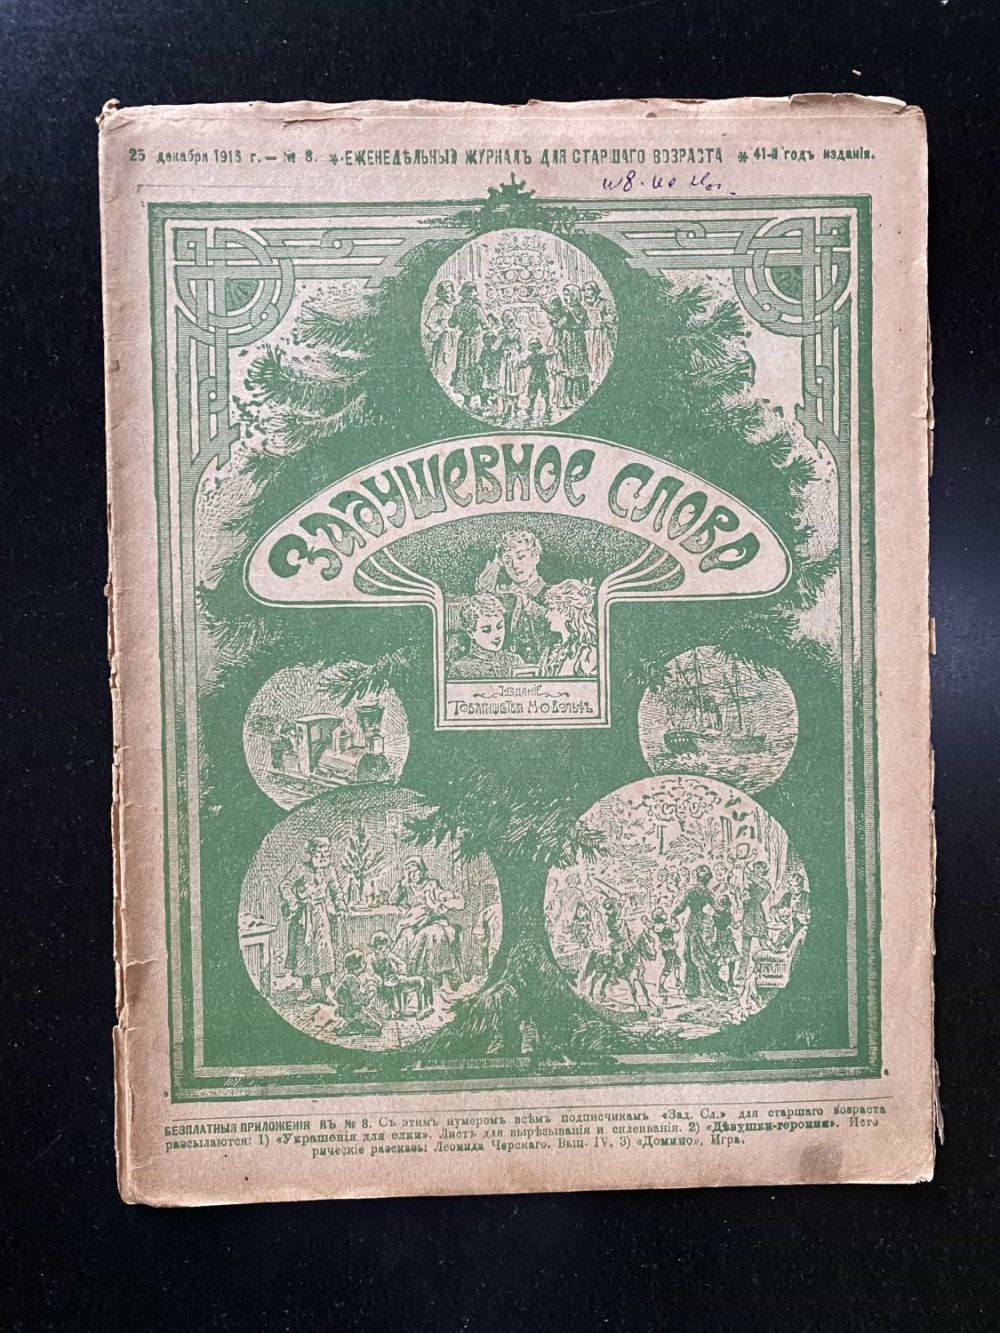 25 декабря 1915 г. — № 8. * ЕЖЕНЕДѢЛЬНЫЙ ЖУРНАЛЪ ДЛЯ СТАРШАГО ВОЗРАСТА * 41-й годъ изданія.
ЗАДУШЕВНОЕ СЛОВО
ИЗДАНІЕ
ТОВАРИЩЕСТВА М·О·ВОЛЬФЪ
БЕЗПЛАТНЫЯ ПРИЛОЖЕНІЯ КЪ № 8. Съ этимъ нумеромъ всѣмъ подписчикамъ «Зад. Сл.» для старшаго возраста
разсылаются: 1) «Украшенія для елки». Листъ для вырѣзыванія и склеиванія. 2) «Дѣвушки-героини». Исто
рическіе разсказы Леонида Черскаго. Вып. IV. 3) «Домино». Игра.